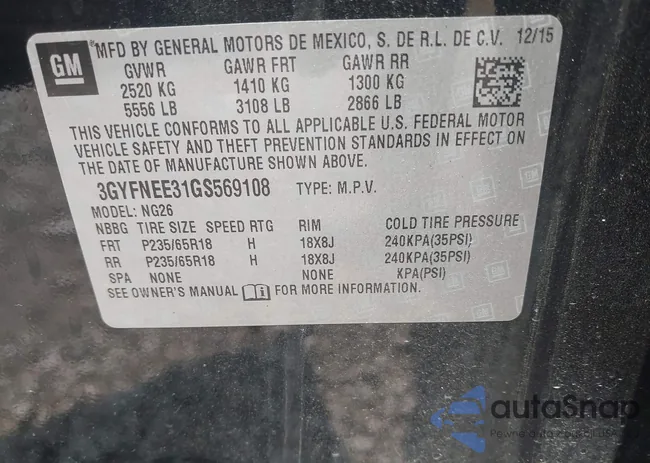 GM
®MFD BY GENERAL MOTORS DE MEXICO, S. DE R.L. DE C.V. 12/15
GVWR GAWR FRT GAWR RR
2520 KG 1410 KG 1300 KG
5556 LB 3108 LB 2866 LB
THIS VEHICLE CONFORMS TO ALL APPLICABLE U.S. FEDERAL MOTOR
VEHICLE SAFETY AND THEFT PREVENTION STANDARDS IN EFFECT ON
THE DATE OF MANUFACTURE SHOWN ABOVE.
3GYFNEE31GS569108 TYPE: M.P.V.
MODEL: NG26
NBBG TIRE SIZE SPEED RTG RIM COLD TIRE PRESSURE
FRT P235/65R18 H 18X8J 240KPA(35PSI)
RR P235/65R18 H 18X8J 240KPA(35PSI)
SPA NONE NONE KPA(PSI)
SEE OWNER'S MANUAL FOR MORE INFORMATION.
autoSnap